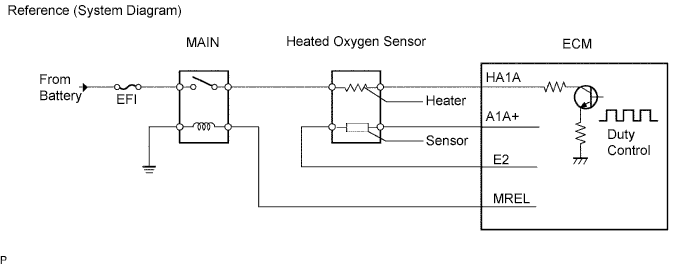 Reference (System Diagram)
MAIN
Heated Oxygen Sensor
ECM
From
Battery
EFI
Heater
Sensor
HA1A
A1A+
E2
MREL
Duty
Control
P